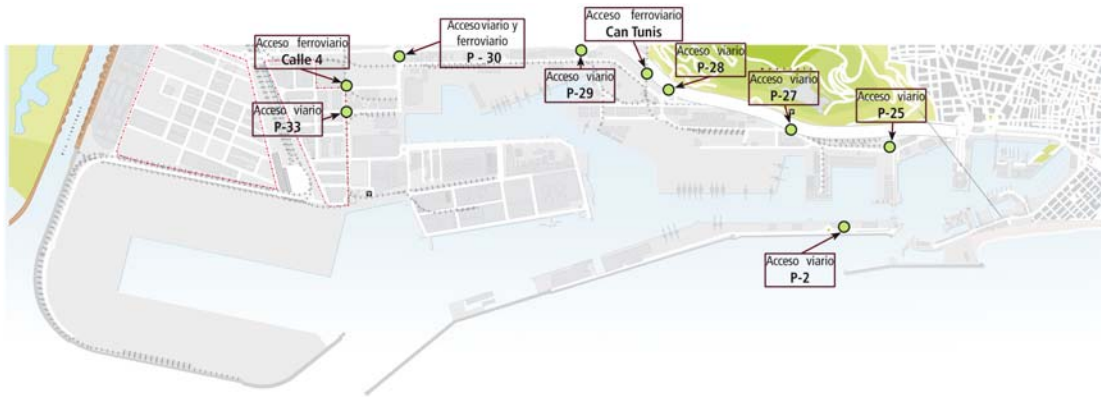 Acceso ferroviario
Calle 4
Acceso viario y
ferroviario
P - 30
Acceso ferroviario
Can Tunis
Acceso viario
P-28
Acceso viario
P-29
Acceso viario
P-27
Acceso viario
P-25
Acceso viario
P-33
Acceso viario
P-2